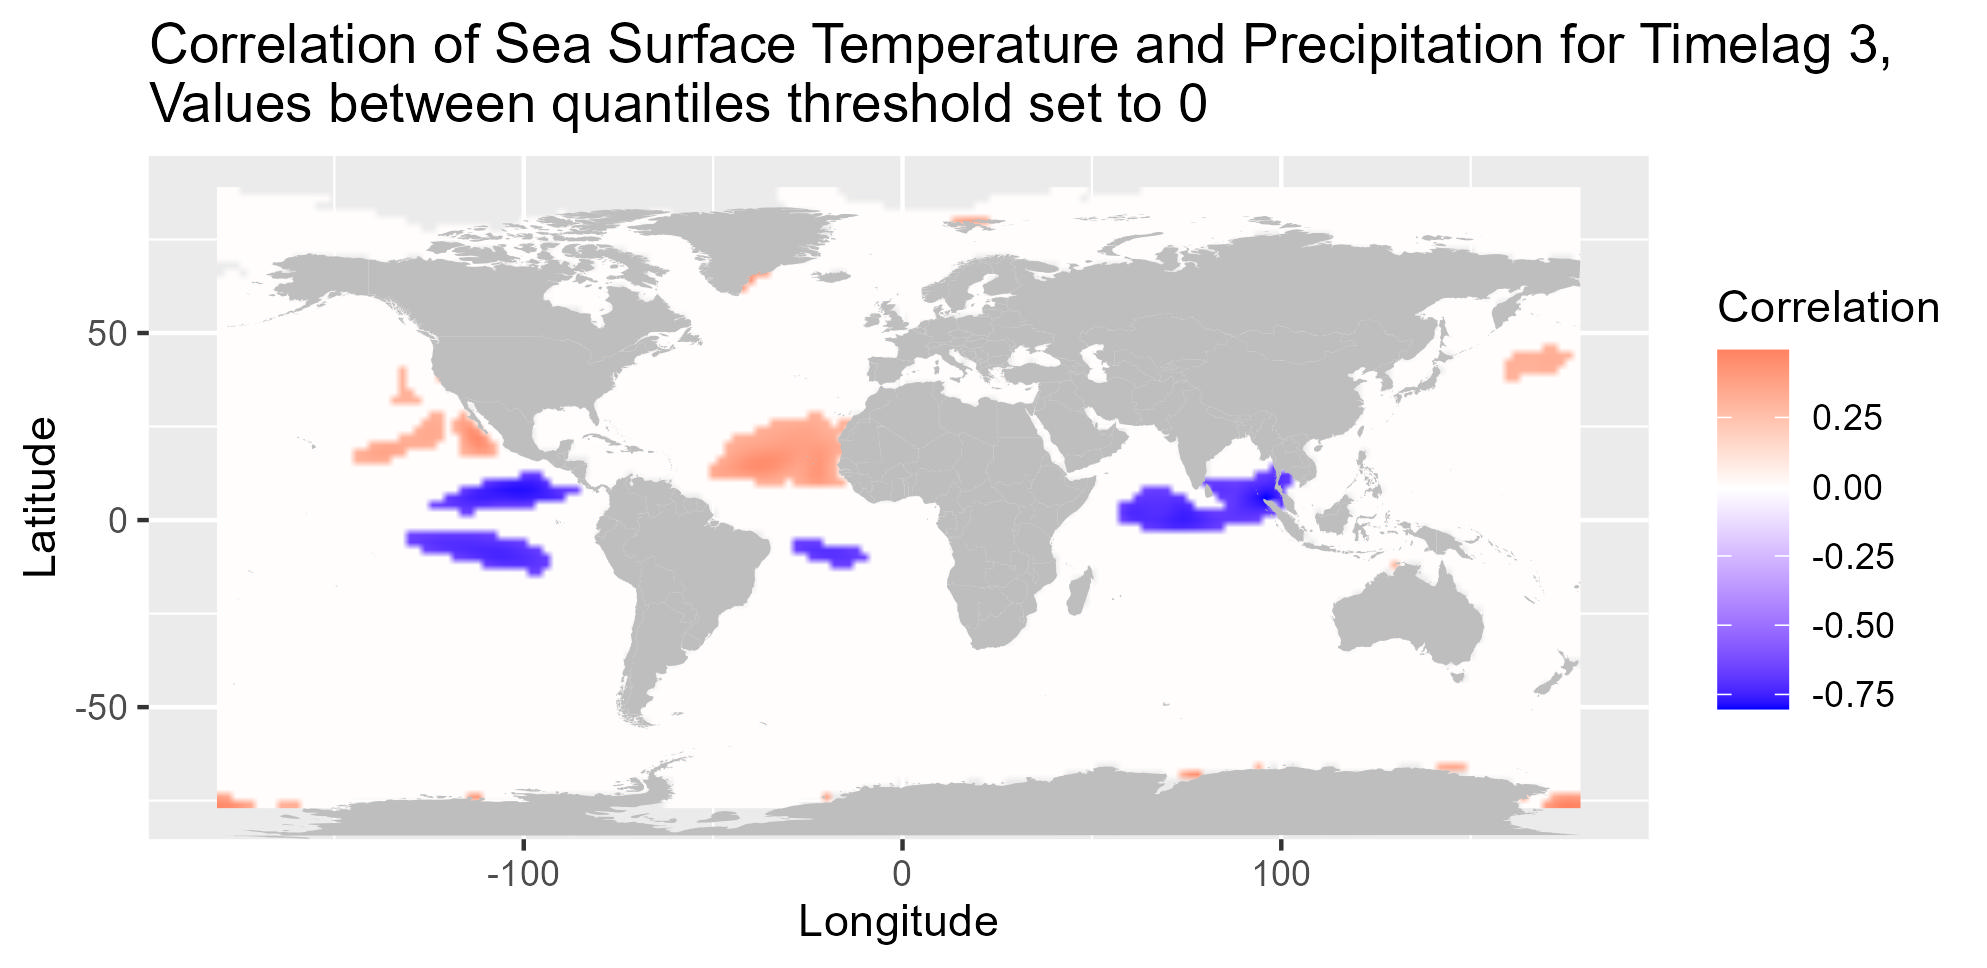 Correlation of Sea Surface Temperature and Precipitation for Timelag 3,
Values between quantiles threshold set to 0
Latitude
50
0
-50
-100
0
100
Longitude
Correlation
0.25
0.00
-0.25
-0.50
-0.75